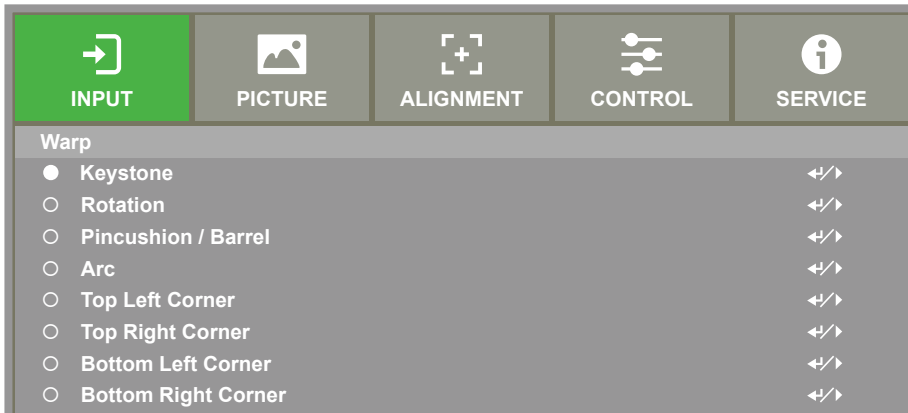 INPUT PICTURE ALIGNMENT CONTROL SERVICE
Warp
Keystone
Rotation
Pincushion / Barrel
Arc
Top Left Corner
Top Right Corner
Bottom Left Corner
Bottom Right Corner